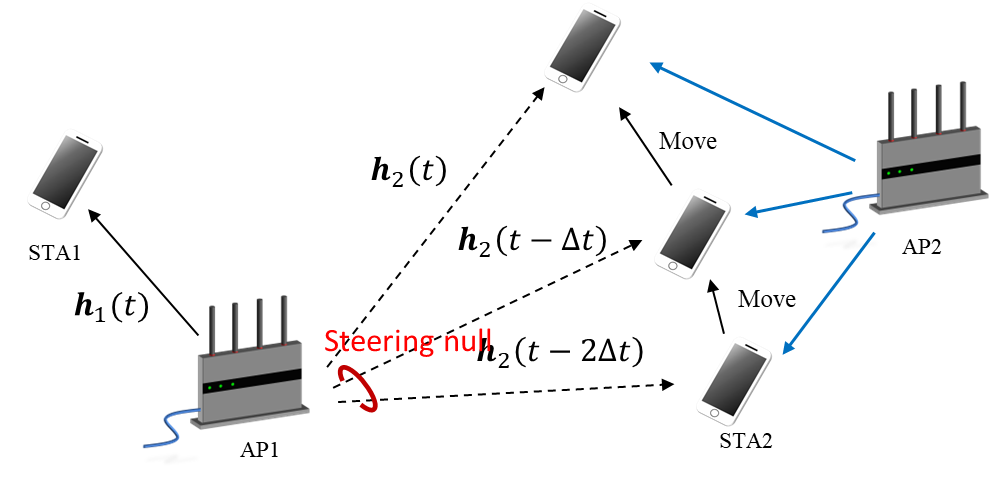 Move
𝒉₂(𝑡)
STA1
𝒉₂(𝑡 − Δ𝑡)
AP2
𝒉₁(𝑡)
Move
Steering null
𝒉₂(𝑡 − 2Δ𝑡)
AP1
STA2